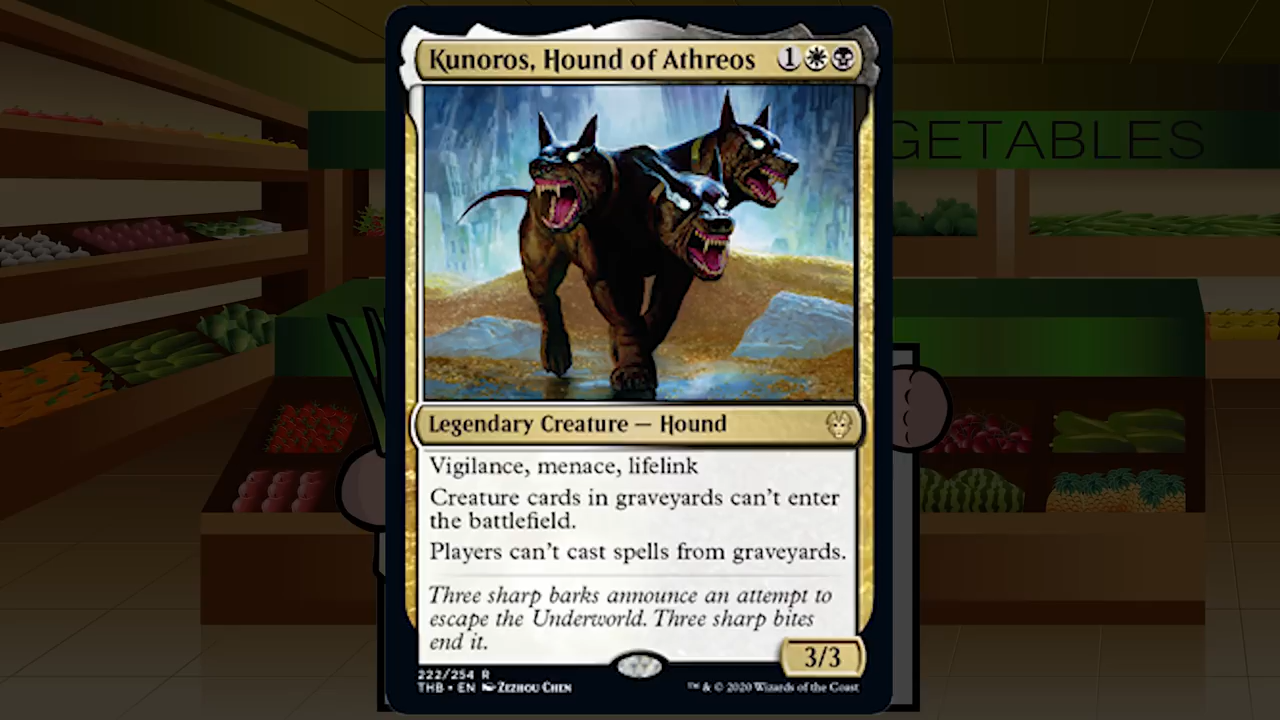 Kunoros, Hound of Athreos 1
GETABLES
Legendary Creature — Hound
Vigilance, menace, lifelink
Creature cards in graveyards can't enter
the battlefield.
Players can't cast spells from graveyards.
Three sharp barks announce an attempt to
escape the Underworld. Three sharp bites
end it.
3/3
222/254 R
THB • EN Zezhou Chen
™ & © 2020 Wizards of the Coast